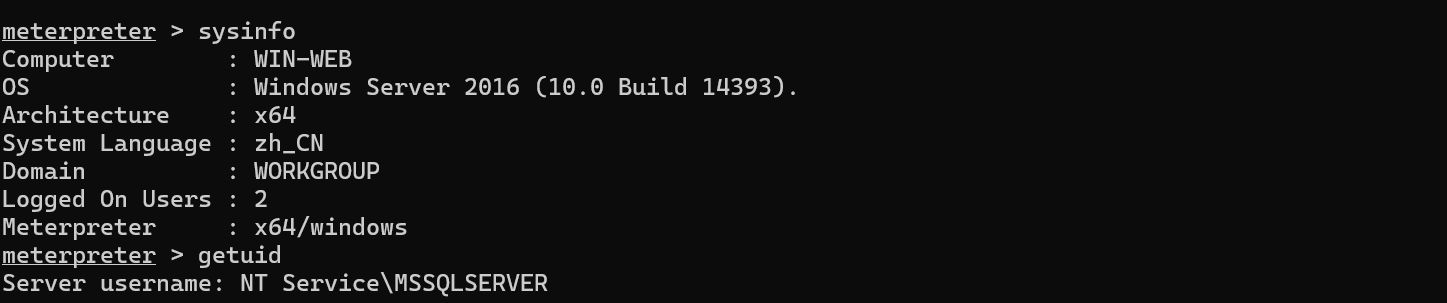 meterpreter > sysinfo
Computer : WIN-WEB
OS : Windows Server 2016 (10.0 Build 14393).
Architecture : x64
System Language : zh_CN
Domain : WORKGROUP
Logged On Users : 2
Meterpreter : x64/windows
meterpreter > getuid
Server username: NT Service\MSSQLSERVER